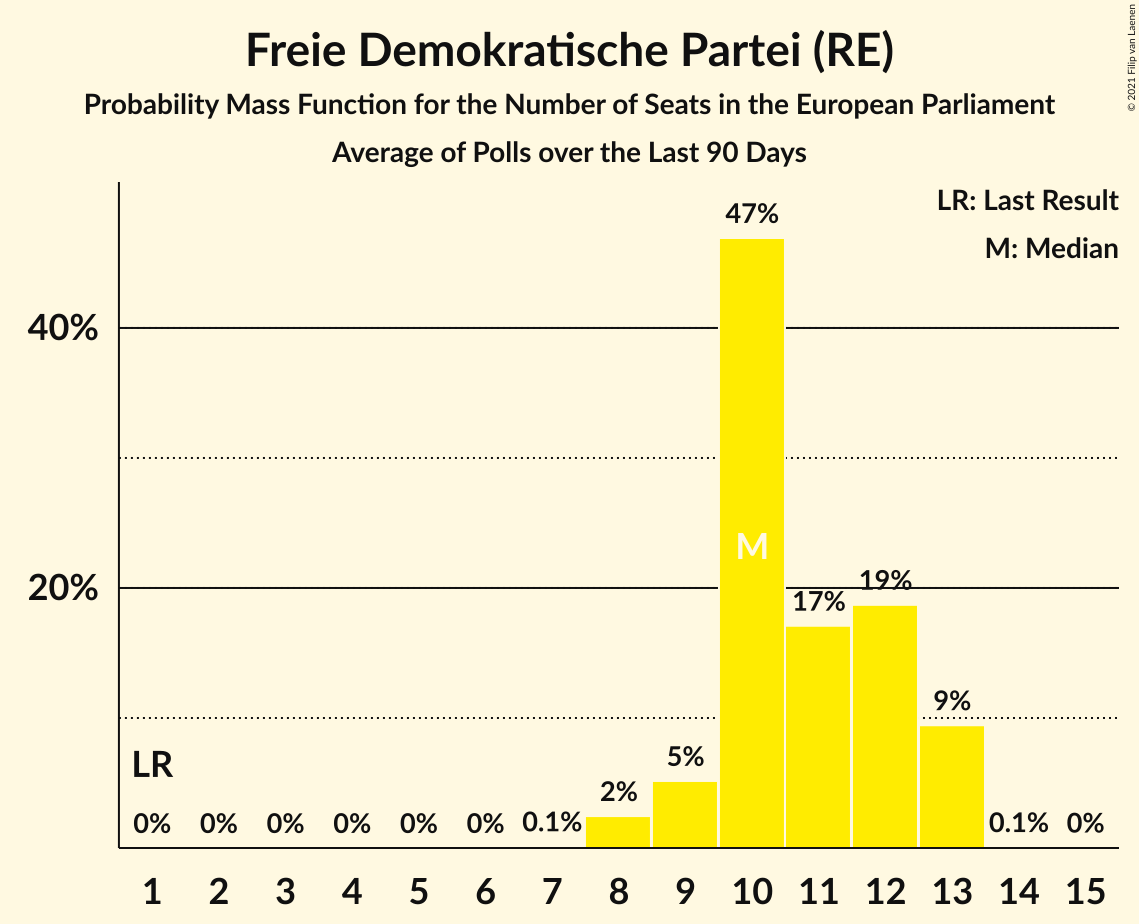 Freie Demokratische Partei (RE)
Probability Mass Function for the Number of Seats in the European Parliament
Average of Polls over the Last 90 Days
© 2021 Filip van Laenen
LR: Last Result
M: Median
47%
40%
M
20%
19%
17%
9%
LR
5%
2%
0% 0% 0% 0% 0% 0% 0.1% 0.1% 0%
1 2 3 4 5 6 7 8 9 10 11 12 13 14 15